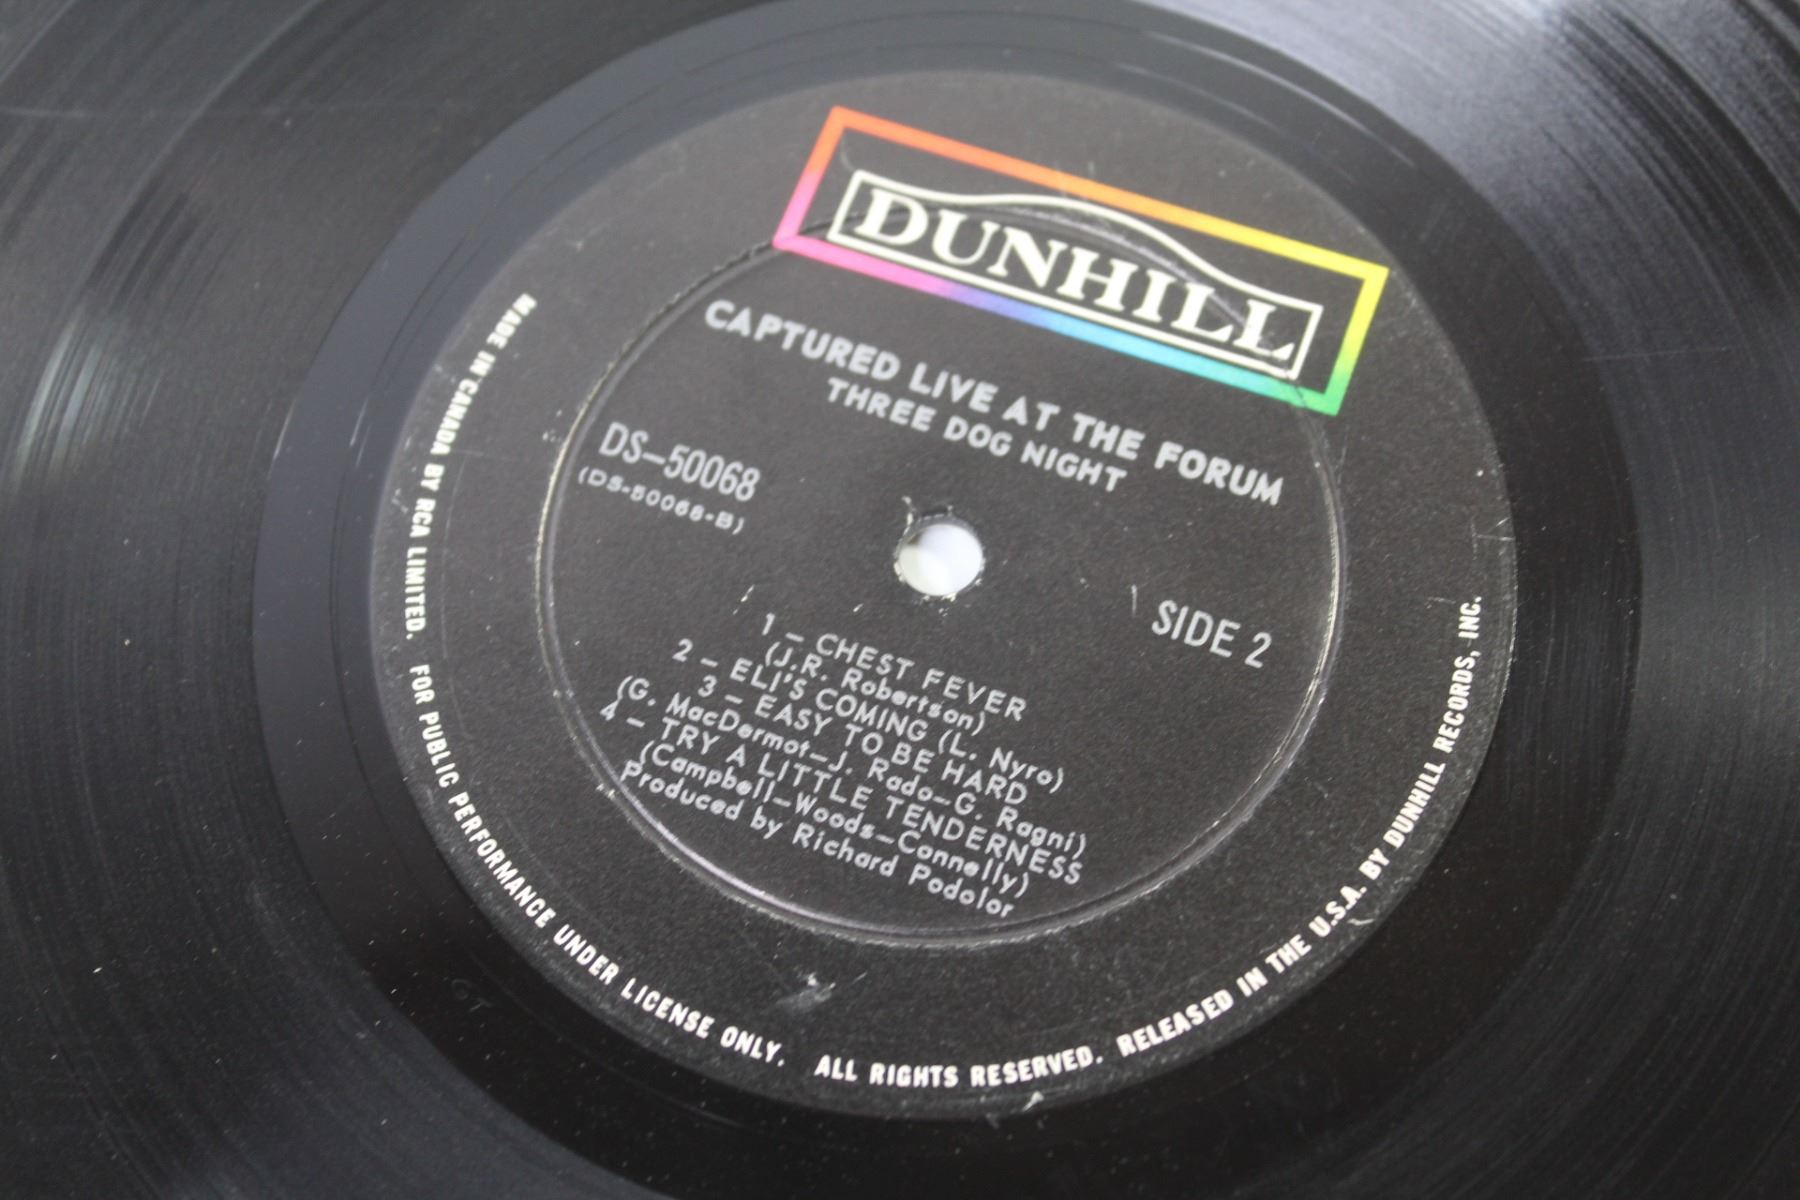 DUNHILL
CAPTURED LIVE AT THE FORUM
THREE DOG NIGHT
DS–50068
(DS-50068-B)
SIDE 2
1 – CHEST FEVER
(J.R. Robertson)
2 – ELI'S COMING (L. Nyro)
3 – EASY TO BE HARD
(G. MacDermot–J. Rado–G. Ragni)
4 – TRY A LITTLE TENDERNESS
(Campbell–Woods–Connelly)
Produced by Richard Podolor
MADE IN CANADA BY RCA LIMITED. FOR PUBLIC PERFORMANCE UNDER LICENSE ONLY. ALL RIGHTS RESERVED. RELEASED IN THE U.S.A. BY DUNHILL RECORDS, INC.